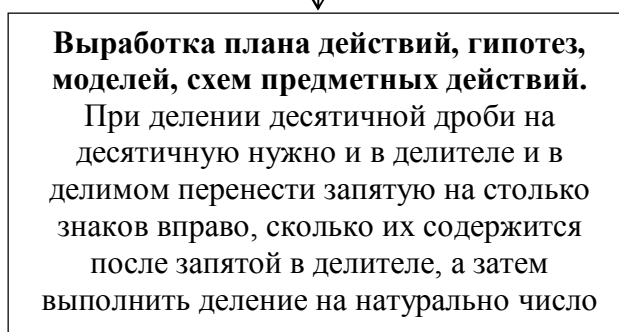 Выработка плана действий, гипотез,
моделей, схем предметных действий.
При делении десятичной дроби на
десятичную нужно и в делителе и в
делимом перенести запятую на столько
знаков вправо, сколько их содержится
после запятой в делителе, а затем
выполнить деление на натурально число